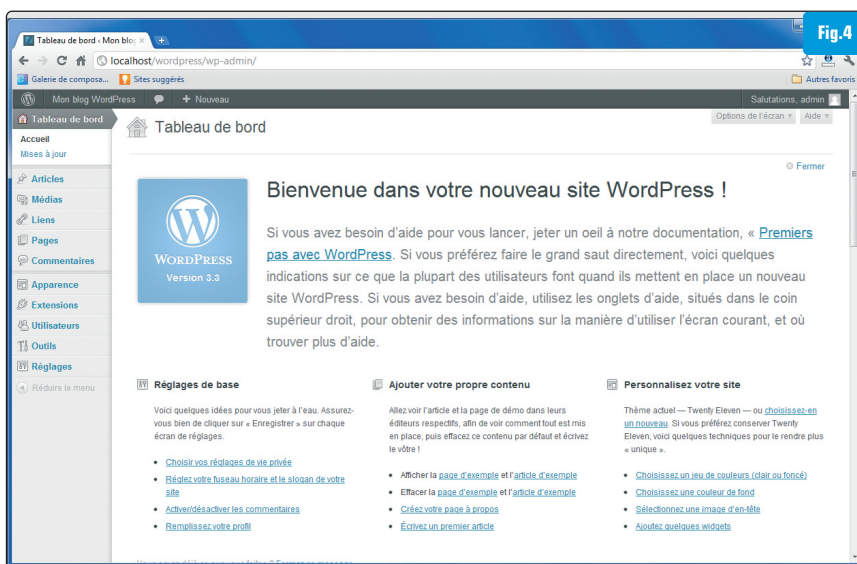 Fig.4
Tableau de bord ‹ Mon blog
localhost/wordpress/wp-admin/
Galerie de composa...
Sites suggérés
Autres favoris
Mon blog WordPress
+ Nouveau
Salutations, admin
Tableau de bord
Accueil
Mises à jour
Articles
Médias
Liens
Pages
Commentaires
Apparence
Extensions
Utilisateurs
Outils
Réglages
Réduire le menu
Tableau de bord
Options de l'écran
Aide
Fermer
WORDPRESS
Version 3.3
Bienvenue dans votre nouveau site WordPress !
Si vous avez besoin d'aide pour vous lancer, jeter un oeil à notre documentation, « Premiers
pas avec WordPress. Si vous préférez faire le grand saut directement, voici quelques
indications sur ce que la plupart des utilisateurs font quand ils mettent en place un nouveau
site WordPress. Si vous avez besoin d'aide, utilisez les onglets d'aide, situés dans le coin
supérieur droit, pour obtenir des informations sur la manière d'utiliser l'écran courant, et où
trouver plus d'aide.
Réglages de base
Voici quelques idées pour vous jeter à l'eau. Assurez-
vous bien de cliquer sur « Enregistrer » sur chaque
écran de réglages.
• Choisir vos réglages de vie privée
• Réglez votre fuseau horaire et le slogan de votre
site
• Activer/désactiver les commentaires
• Remplissez votre profil
Ajouter votre propre contenu
Allez voir l'article et la page de démo dans leurs
éditeurs respectifs, afin de voir comment tout est mis
en place, puis effacez ce contenu par défaut et écrivez
le vôtre !
• Afficher la page d'exemple et l'article d'exemple
• Effacer la page d'exemple et l'article d'exemple
• Créez votre page à propos
• Écrivez un premier article
Personnalisez votre site
Thème actuel — Twenty Eleven — ou choisissez-en
un nouveau. Si vous préférez conserver Twenty
Eleven, voici quelques techniques pour le rendre plus
« unique ».
• Choisissez un jeu de couleurs (clair ou foncé)
• Choisissez une couleur de fond
• Sélectionnez une image d'en-tête
• Ajoutez quelques widgets